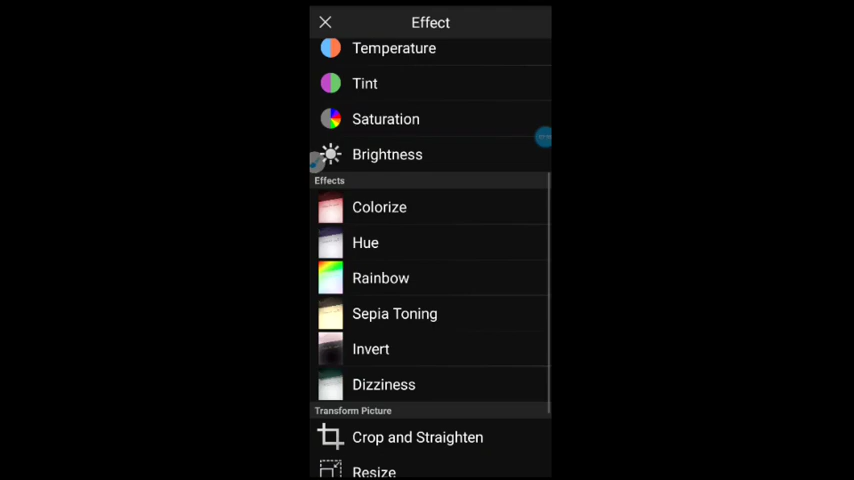 Effect
Temperature
Tint
Saturation
Brightness
Effects
Colorize
Hue
Rainbow
Sepia Toning
Invert
Dizziness
Transform Picture
Crop and Straighten
Resize